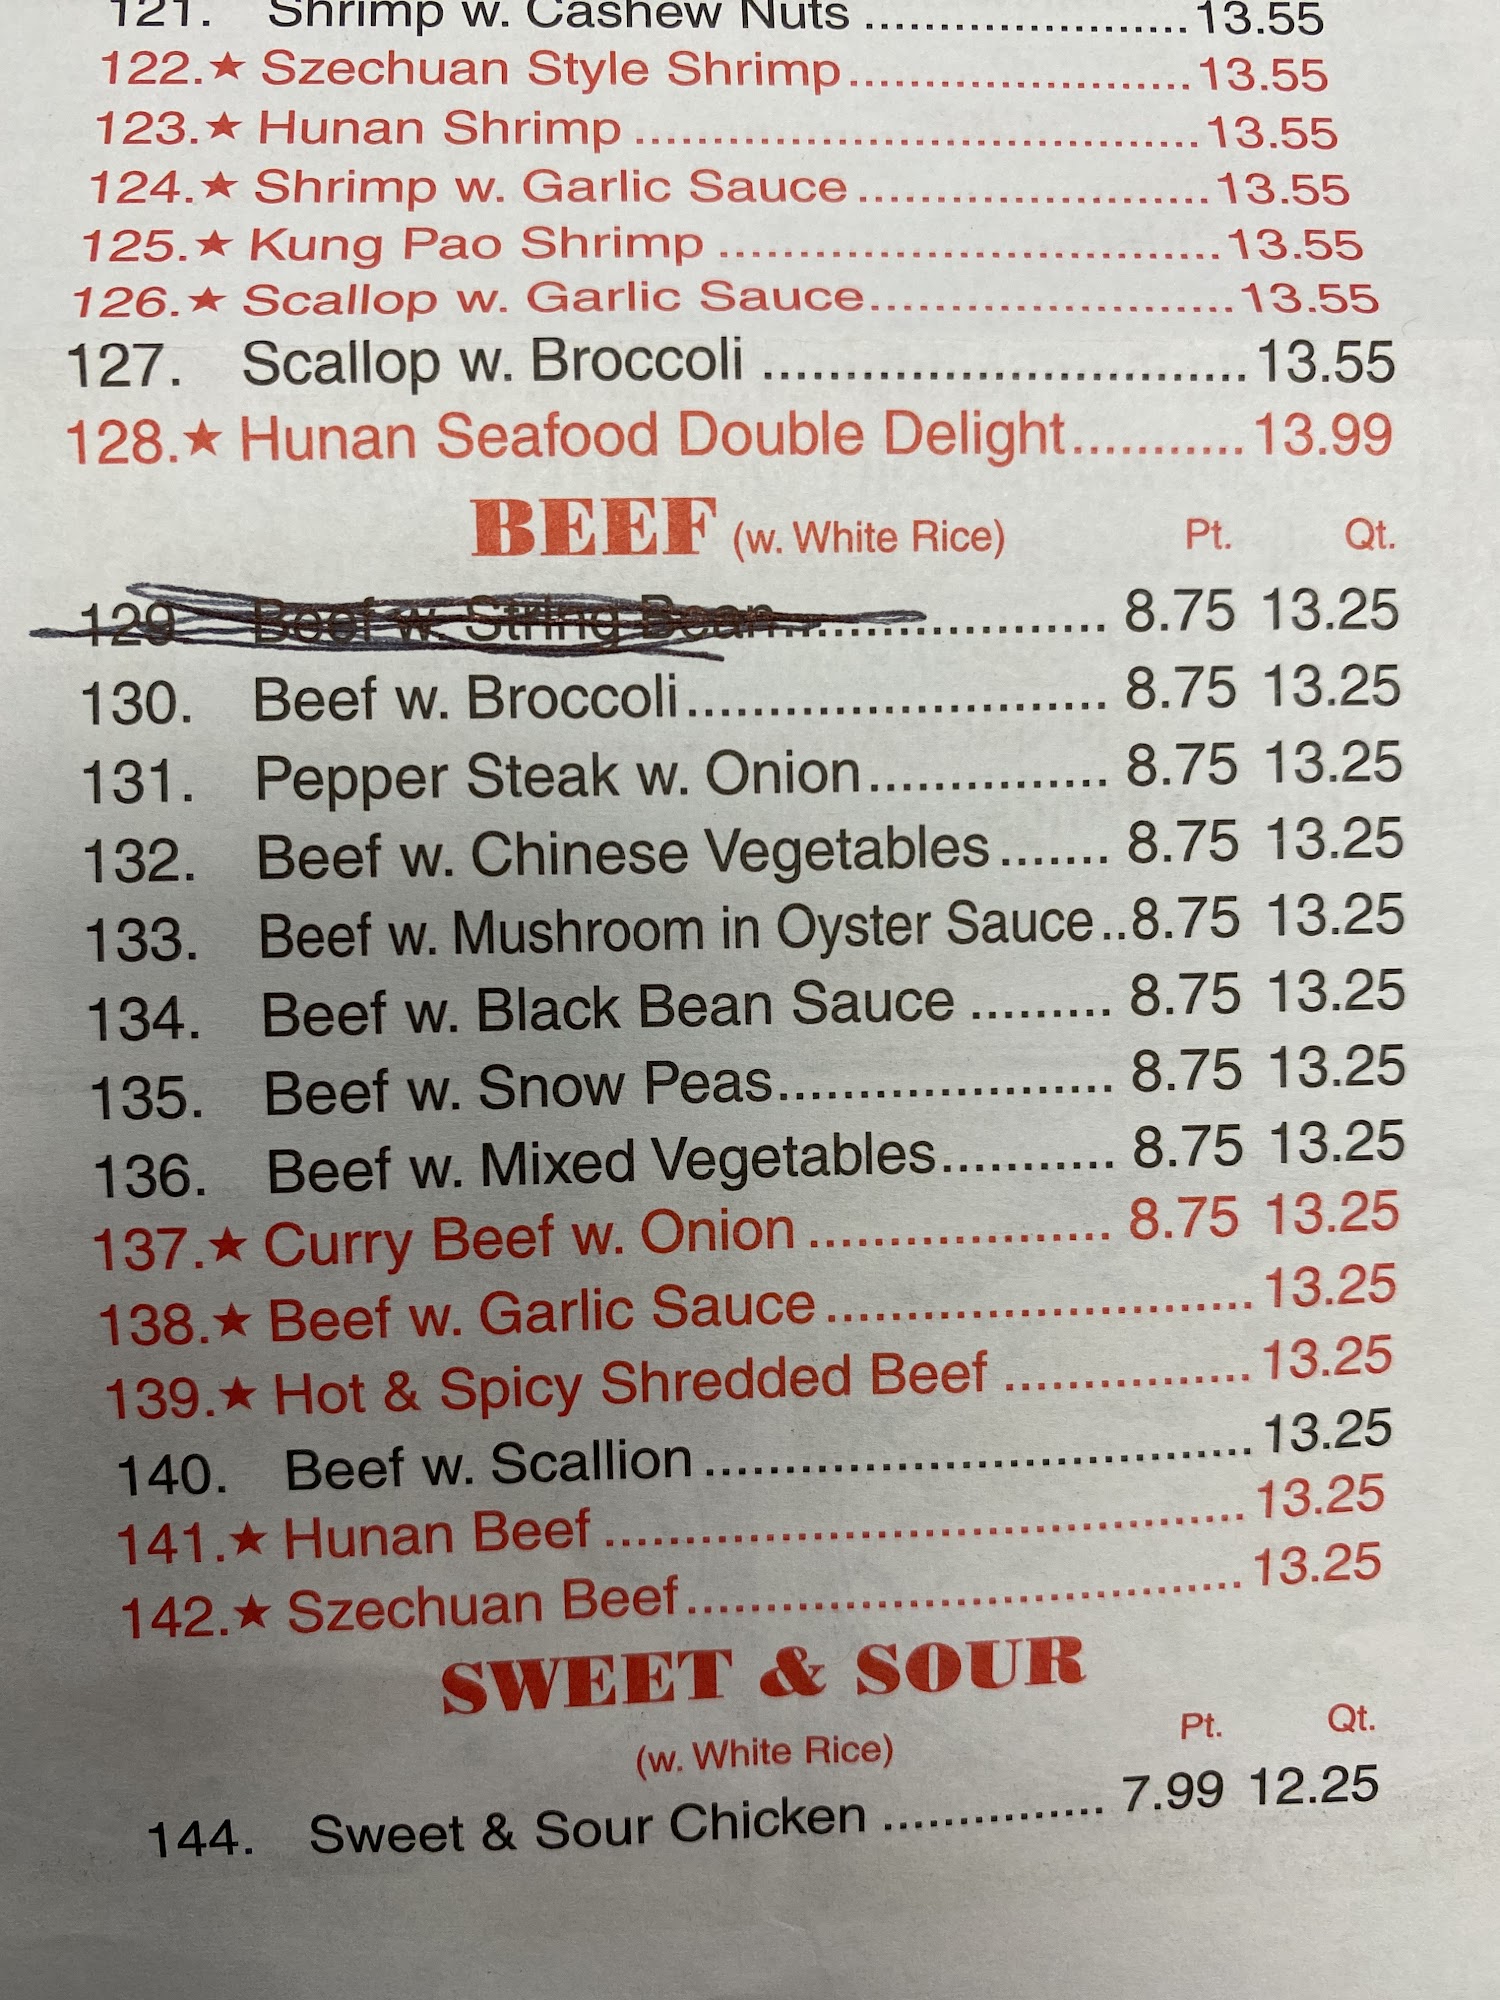 121. Shrimp w. Cashew Nuts ...................... 13.55
122.★ Szechuan Style Shrimp....................... 13.55
123.★ Hunan Shrimp ..................................... 13.55
124.★ Shrimp w. Garlic Sauce ....................... 13.55
125.★ Kung Pao Shrimp ................................. 13.55
126.★ Scallop w. Garlic Sauce........................ 13.55
127. Scallop w. Broccoli .............................. 13.55
128.★ Hunan Seafood Double Delight........... 13.99
BEEF (w. White Rice) Pt. Qt.
129 Beef w. String Bean..................... 8.75 13.25
130. Beef w. Broccoli.......................... 8.75 13.25
131. Pepper Steak w. Onion............... 8.75 13.25
132. Beef w. Chinese Vegetables....... 8.75 13.25
133. Beef w. Mushroom in Oyster Sauce..8.75 13.25
134. Beef w. Black Bean Sauce ......... 8.75 13.25
135. Beef w. Snow Peas..................... 8.75 13.25
136. Beef w. Mixed Vegetables........... 8.75 13.25
137.★ Curry Beef w. Onion ................... 8.75 13.25
138.★ Beef w. Garlic Sauce........................... 13.25
139.★ Hot & Spicy Shredded Beef ................ 13.25
140. Beef w. Scallion ................................... 13.25
141.★ Hunan Beef ......................................... 13.25
142.★ Szechuan Beef.................................... 13.25
SWEET & SOUR
(w. White Rice) Pt. Qt.
144. Sweet & Sour Chicken .............. 7.99 12.25